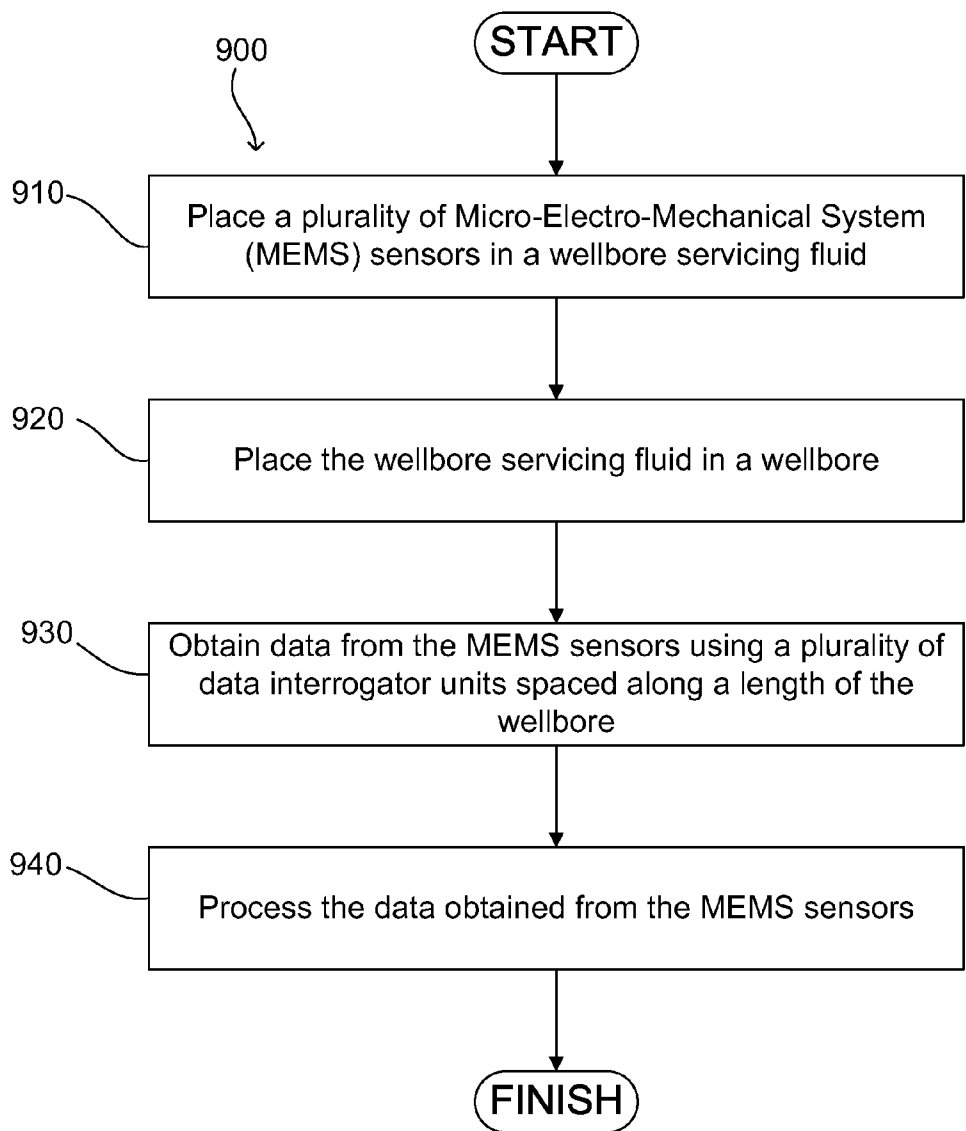 START
900
910
Place a plurality of Micro-Electro-Mechanical System
(MEMS) sensors in a wellbore servicing fluid
920
Place the wellbore servicing fluid in a wellbore
930
Obtain data from the MEMS sensors using a plurality of
data interrogator units spaced along a length of the
wellbore
940
Process the data obtained from the MEMS sensors
FINISH